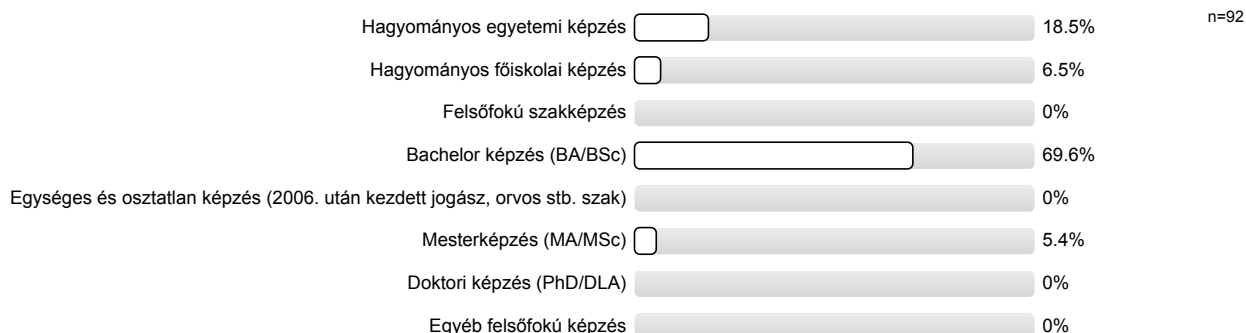 Hagyományos egyetemi képzés 18.5% n=92
Hagyományos főiskolai képzés 6.5%
Felsőfokú szakképzés 0%
Bachelor képzés (BA/BSc) 69.6%
Egységes és osztatlan képzés (2006. után kezdett jogász, orvos stb. szak) 0%
Mesterképzés (MA/MSc) 5.4%
Doktori képzés (PhD/DLA) 0%
Egyéb felsőfokú képzés 0%